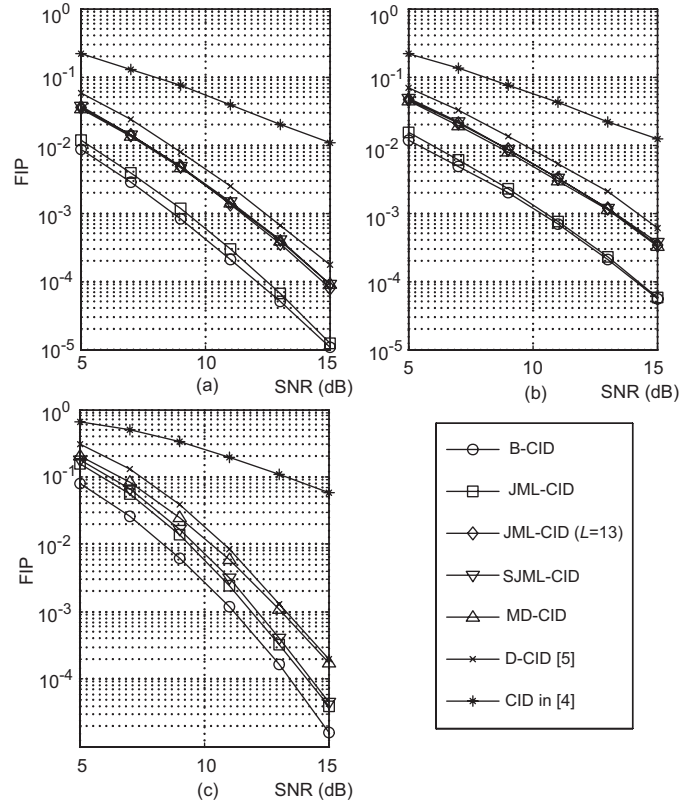 10^0
10^-1
10^-2
10^-3
10^-4
10^-5
FIP
5 10 15
(a) SNR (dB)
10^0
10^-1
10^-2
10^-3
10^-4
10^-5
5 10 15
(b) SNR (dB)
10^0
10^-1
10^-2
10^-3
10^-4
FIP
5 10 15
(c) SNR (dB)
B-CID
JML-CID
JML-CID (L=13)
SJML-CID
MD-CID
D-CID [5]
CID in [4]